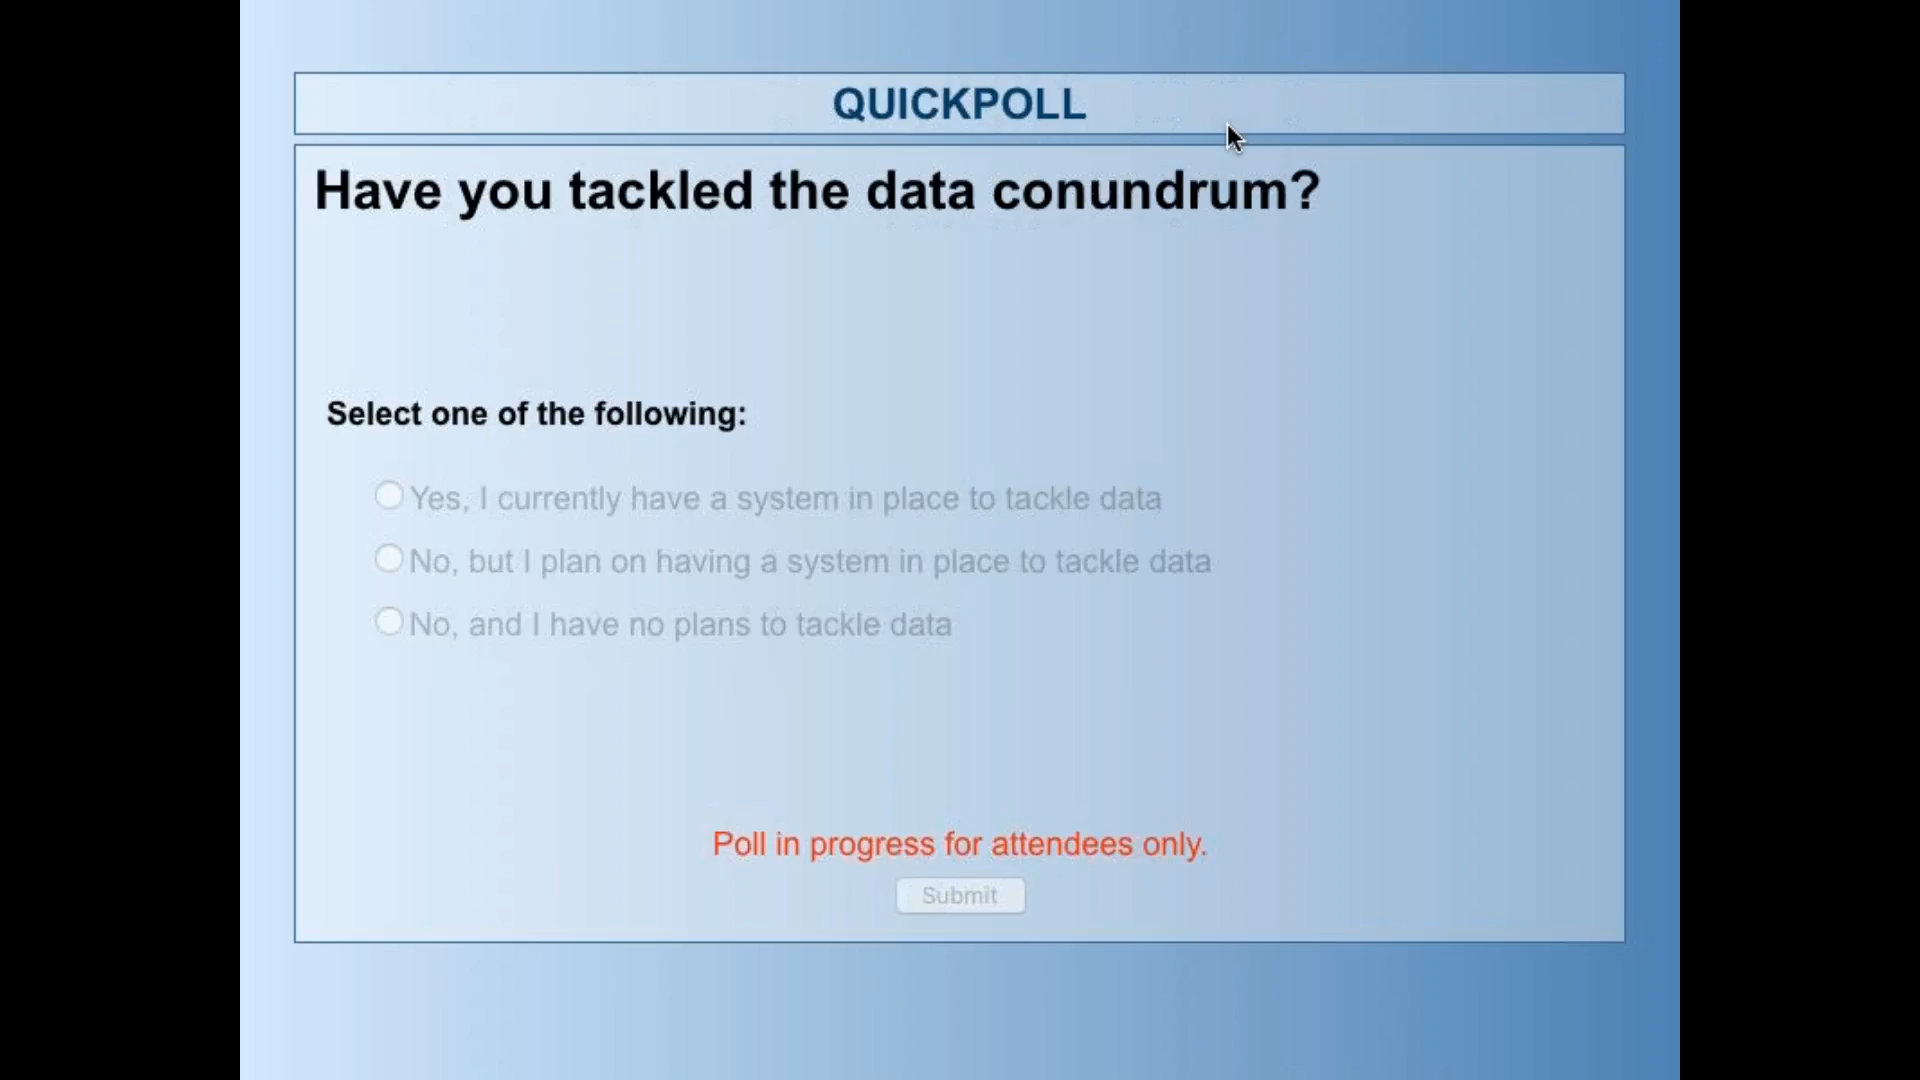 QUICKPOLL
Have you tackled the data conundrum?
Select one of the following:
Yes, I currently have a system in place to tackle data
No, but I plan on having a system in place to tackle data
No, and I have no plans to tackle data
Poll in progress for attendees only.
Submit